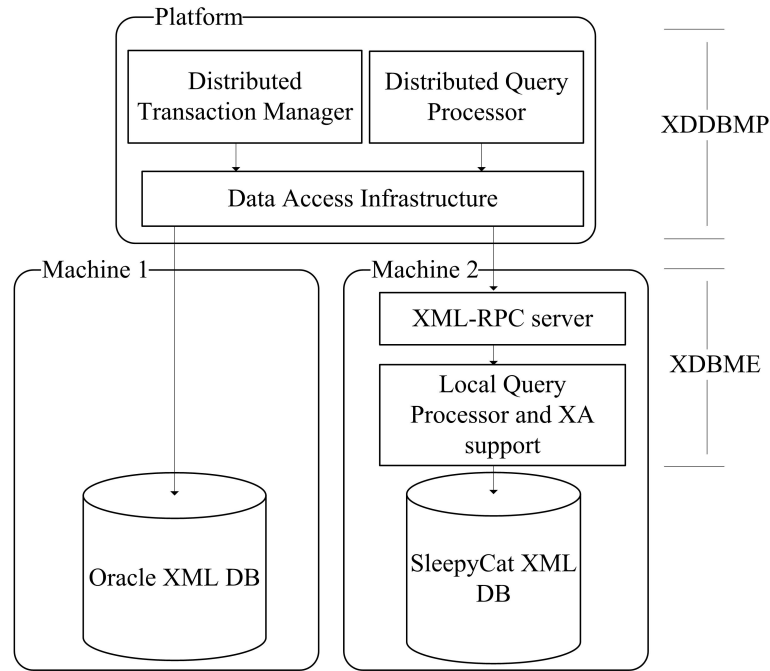 Platform
Distributed
Transaction Manager
Distributed Query
Processor
XDDBMP
Data Access Infrastructure
Machine 1
Machine 2
XML-RPC server
XDBME
Local Query
Processor and XA
support
Oracle XML DB
SleepyCat XML
DB